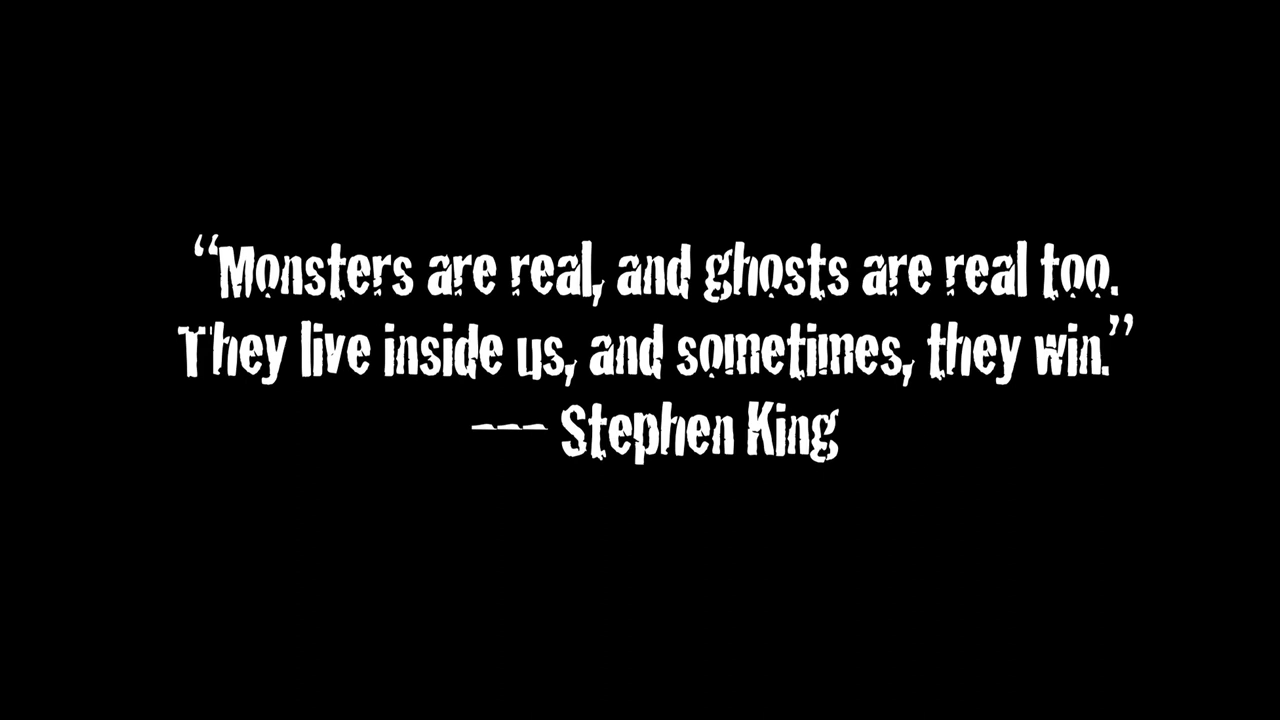 “Monsters are real, and ghosts are real too.
They live inside us, and sometimes, they win.”
--- Stephen King